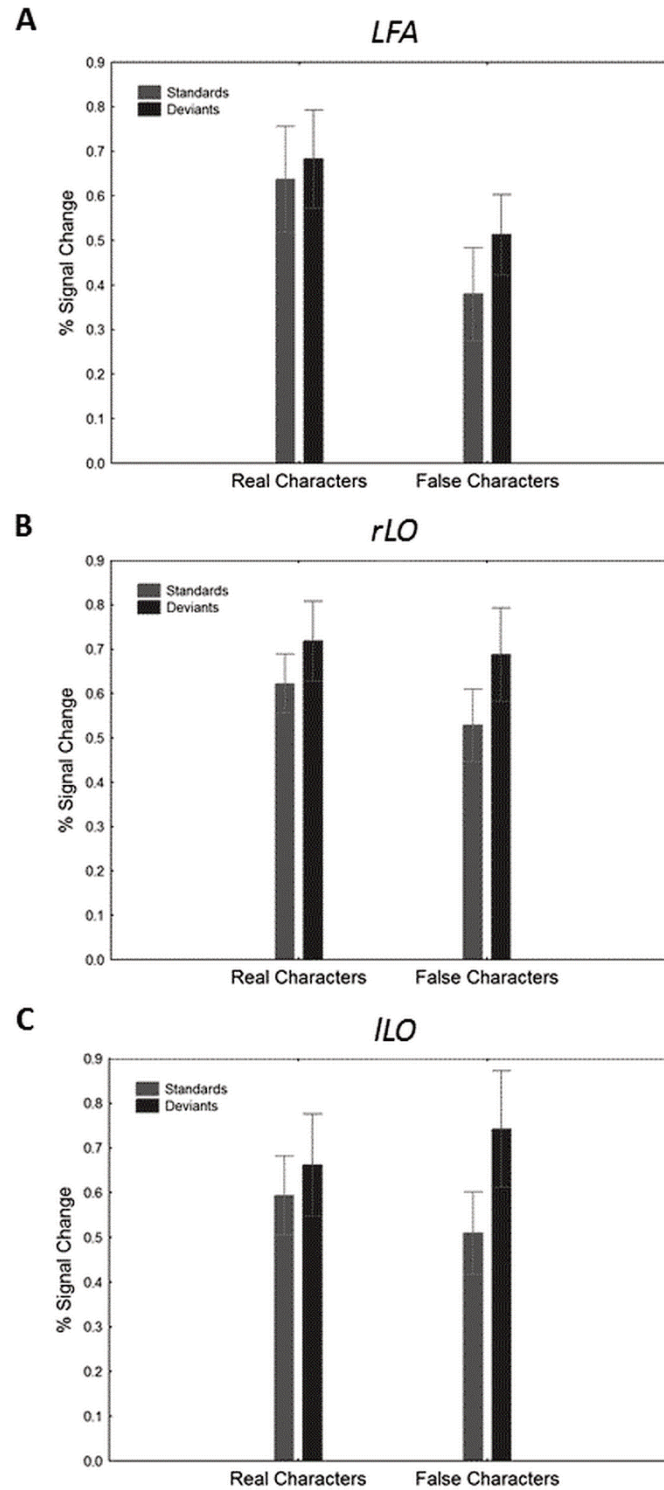 A
LFA
0.9
Standards
Deviants
0.8
0.7
0.6
0.5
0.4
0.3
0.2
0.1
0.0
% Signal Change
Real Characters False Characters
B
rLO
0.9
Standards
Deviants
0.8
0.7
0.6
0.5
0.4
0.3
0.2
0.1
0.0
% Signal Change
Real Characters False Characters
C
lLO
0.9
Standards
Deviants
0.8
0.7
0.6
0.5
0.4
0.3
0.2
0.1
0.0
% Signal Change
Real Characters False Characters